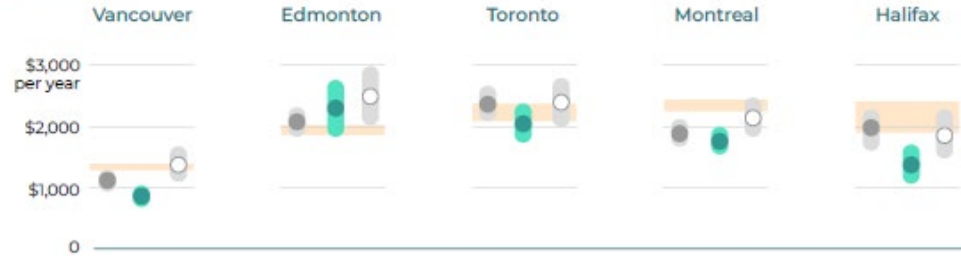 Vancouver Edmonton Toronto Montreal Halifax
$3,000
per year
$2,000
$1,000
0